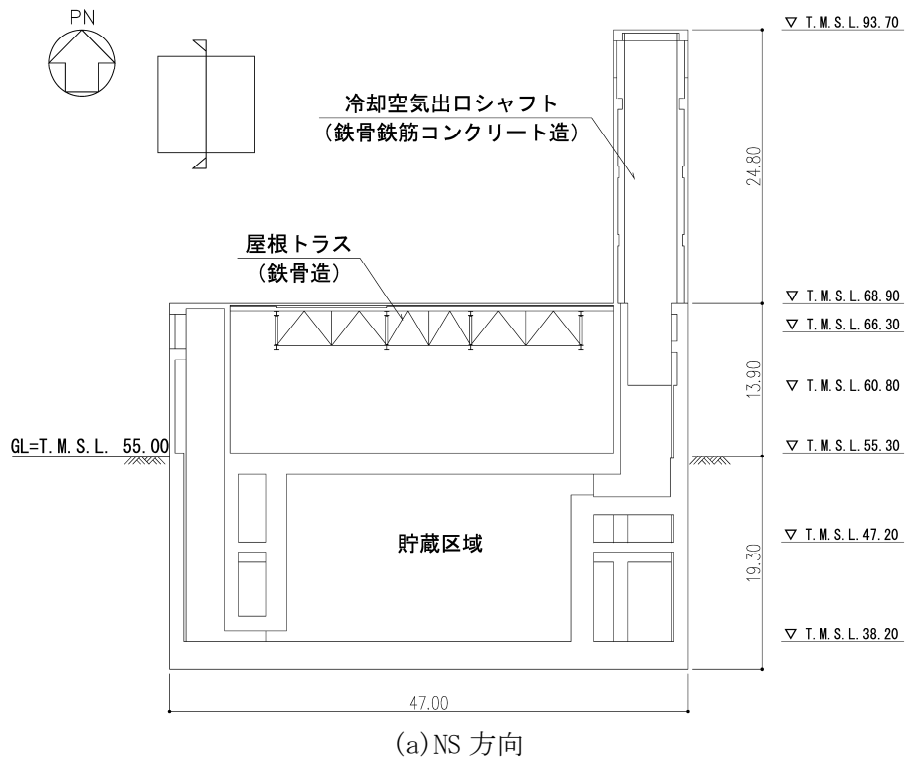 PN
▽ T.M.S.L.93.70
冷却空気出口シャフト
(鉄骨鉄筋コンクリート造)
24.80
屋根トラス
(鉄骨造)
▽ T.M.S.L.68.90
▽ T.M.S.L.66.30
13.90
▽ T.M.S.L.60.80
GL=T.M.S.L. 55.00
▽ T.M.S.L.55.30
貯蔵区域
▽ T.M.S.L.47.20
19.30
▽ T.M.S.L.38.20
47.00
(a)NS 方向